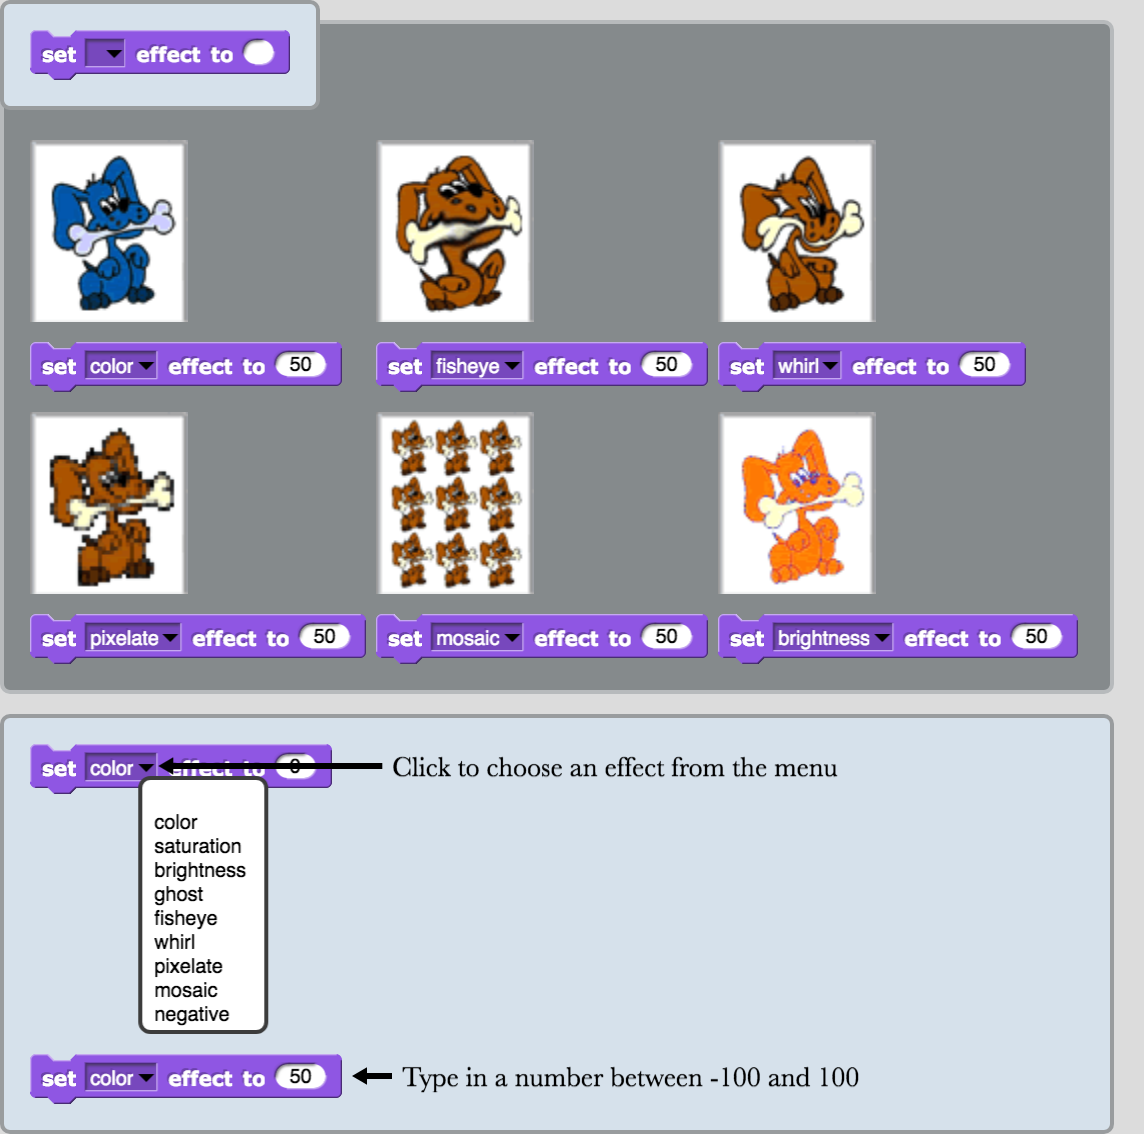 set effect to
set color effect to 50
set fisheye effect to 50
set whirl effect to 50
set pixelate effect to 50
set mosaic effect to 50
set brightness effect to 50
set color effect to 0
Click to choose an effect from the menu
color
saturation
brightness
ghost
fisheye
whirl
pixelate
mosaic
negative
set color effect to 50
Type in a number between -100 and 100